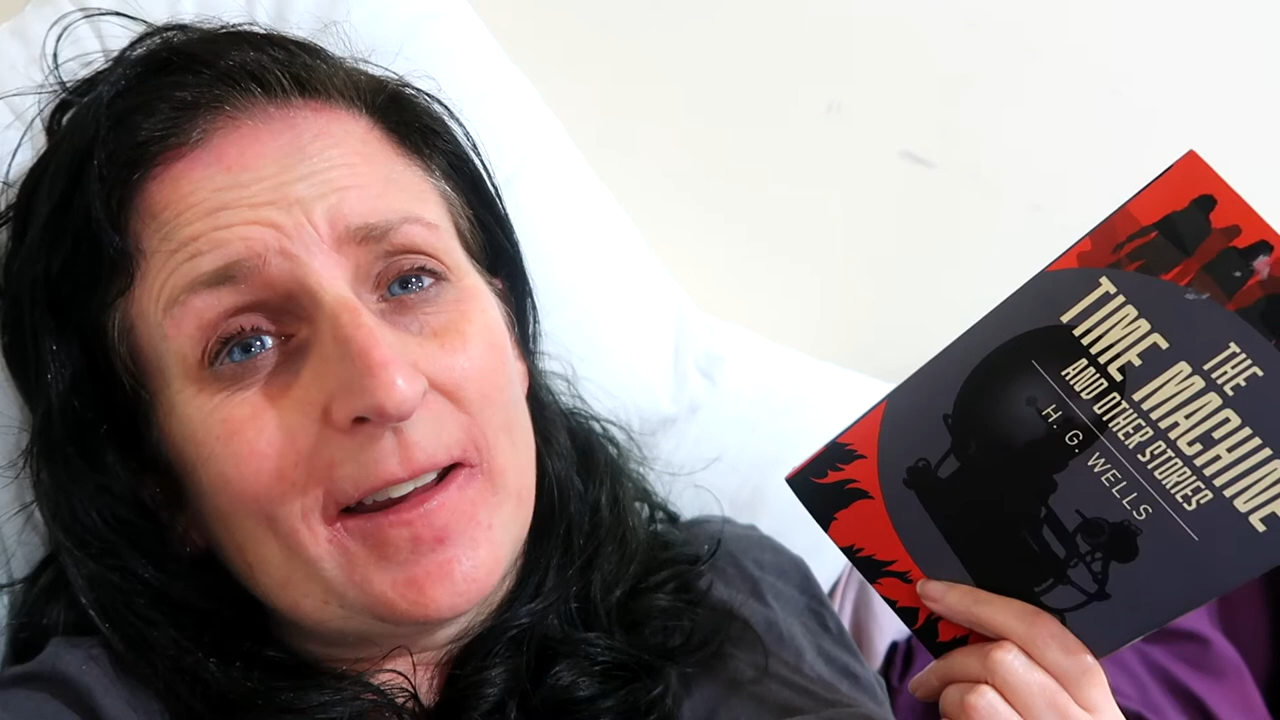 THE
TIME MACHINE
AND OTHER STORIES
H. G. WELLS